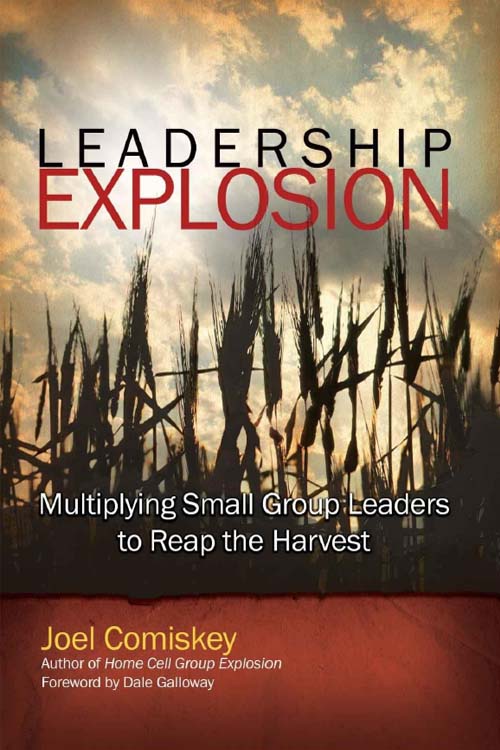 LEADERSHIP
EXPLOSION
Multiplying Small Group Leaders
to Reap the Harvest
Joel Comiskey
Author of Home Cell Group Explosion
Foreword by Dale Galloway